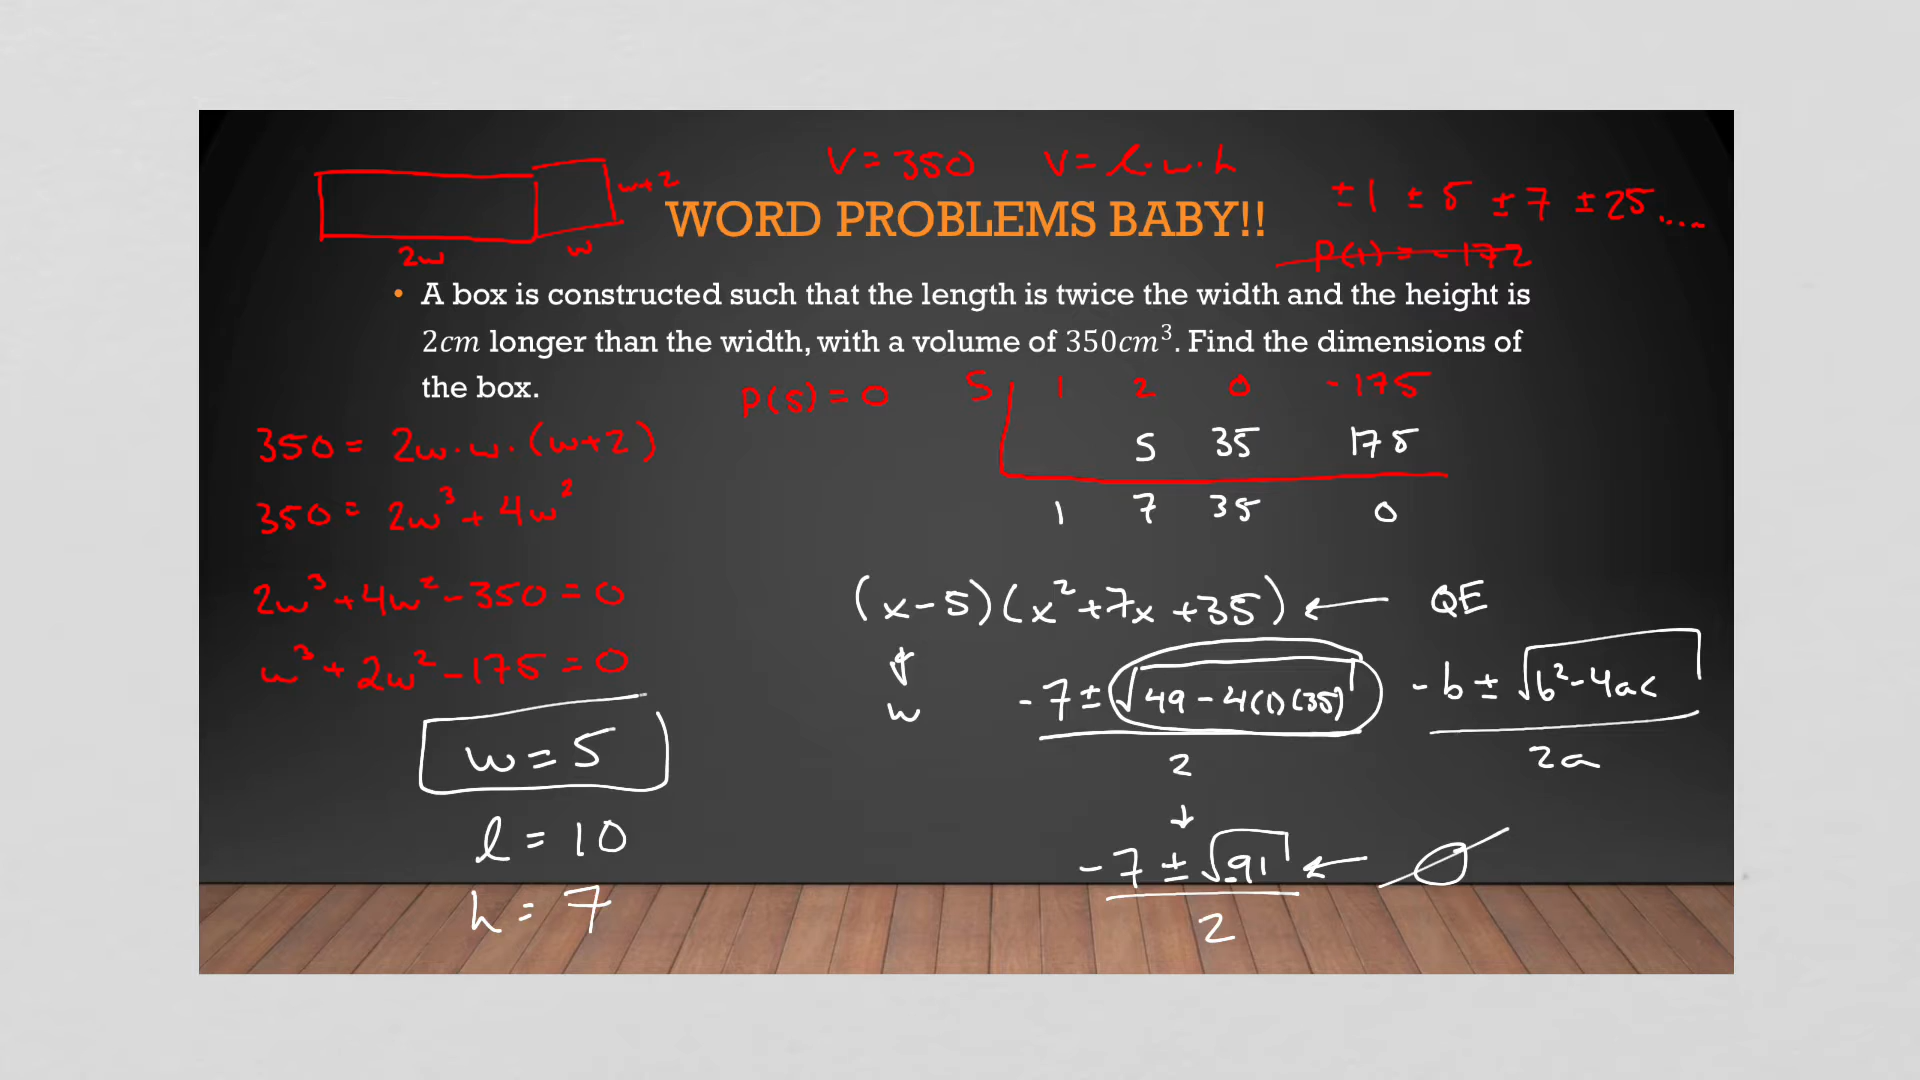 V = 350 V = l·w·h
w+2
± 1 ± 5 ± 7 ± 25 ....
WORD PROBLEMS BABY!!
2w w
P(1) = -172
• A box is constructed such that the length is twice the width and the height is
2cm longer than the width, with a volume of 350cm³. Find the dimensions of
the box.
P(5) = 0
5 1 2 0 -175
5 35 175
1 7 35 0
350 = 2w·w·(w+2)
350 = 2w³ + 4w²
2w³ + 4w² - 350 = 0
w³ + 2w² - 175 = 0
w = 5
l = 10
h = 7
(x-5)(x²+7x+35) ← QE
w
-7 ± √49 - 4(1)(35)
2
-b ± √b²-4ac
2a
↓
-7 ± √-91 ← Ø
2